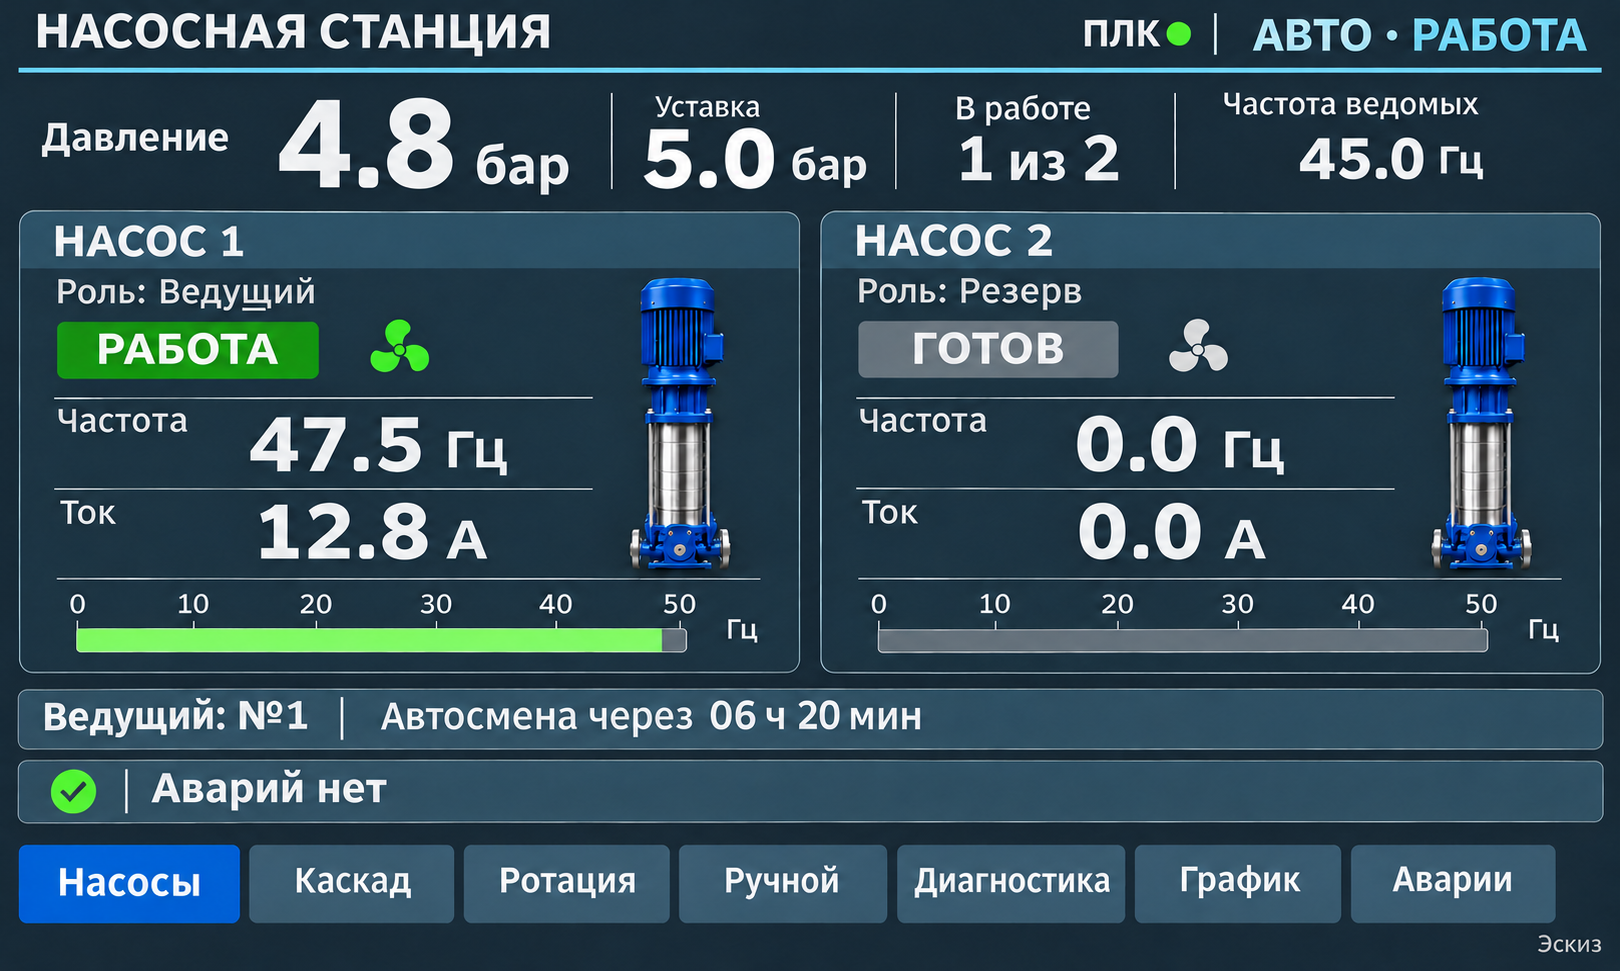 НАСОСНАЯ СТАНЦИЯ
ПЛК | АВТО • РАБОТА
Давление 4.8 бар
Уставка
5.0 бар
В работе
1 из 2
Частота ведомых
45.0 Гц
НАСОС 1
Роль: Ведущий
РАБОТА
Частота
47.5 Гц
Ток
12.8 А
0 10 20 30 40 50
Гц
НАСОС 2
Роль: Резерв
ГОТОВ
Частота
0.0 Гц
Ток
0.0 А
0 10 20 30 40 50
Гц
Ведущий: №1 | Автосмена через 06 ч 20 мин
Аварий нет
Насосы Каскад Ротация Ручной Диагностика График Аварии
Эскиз